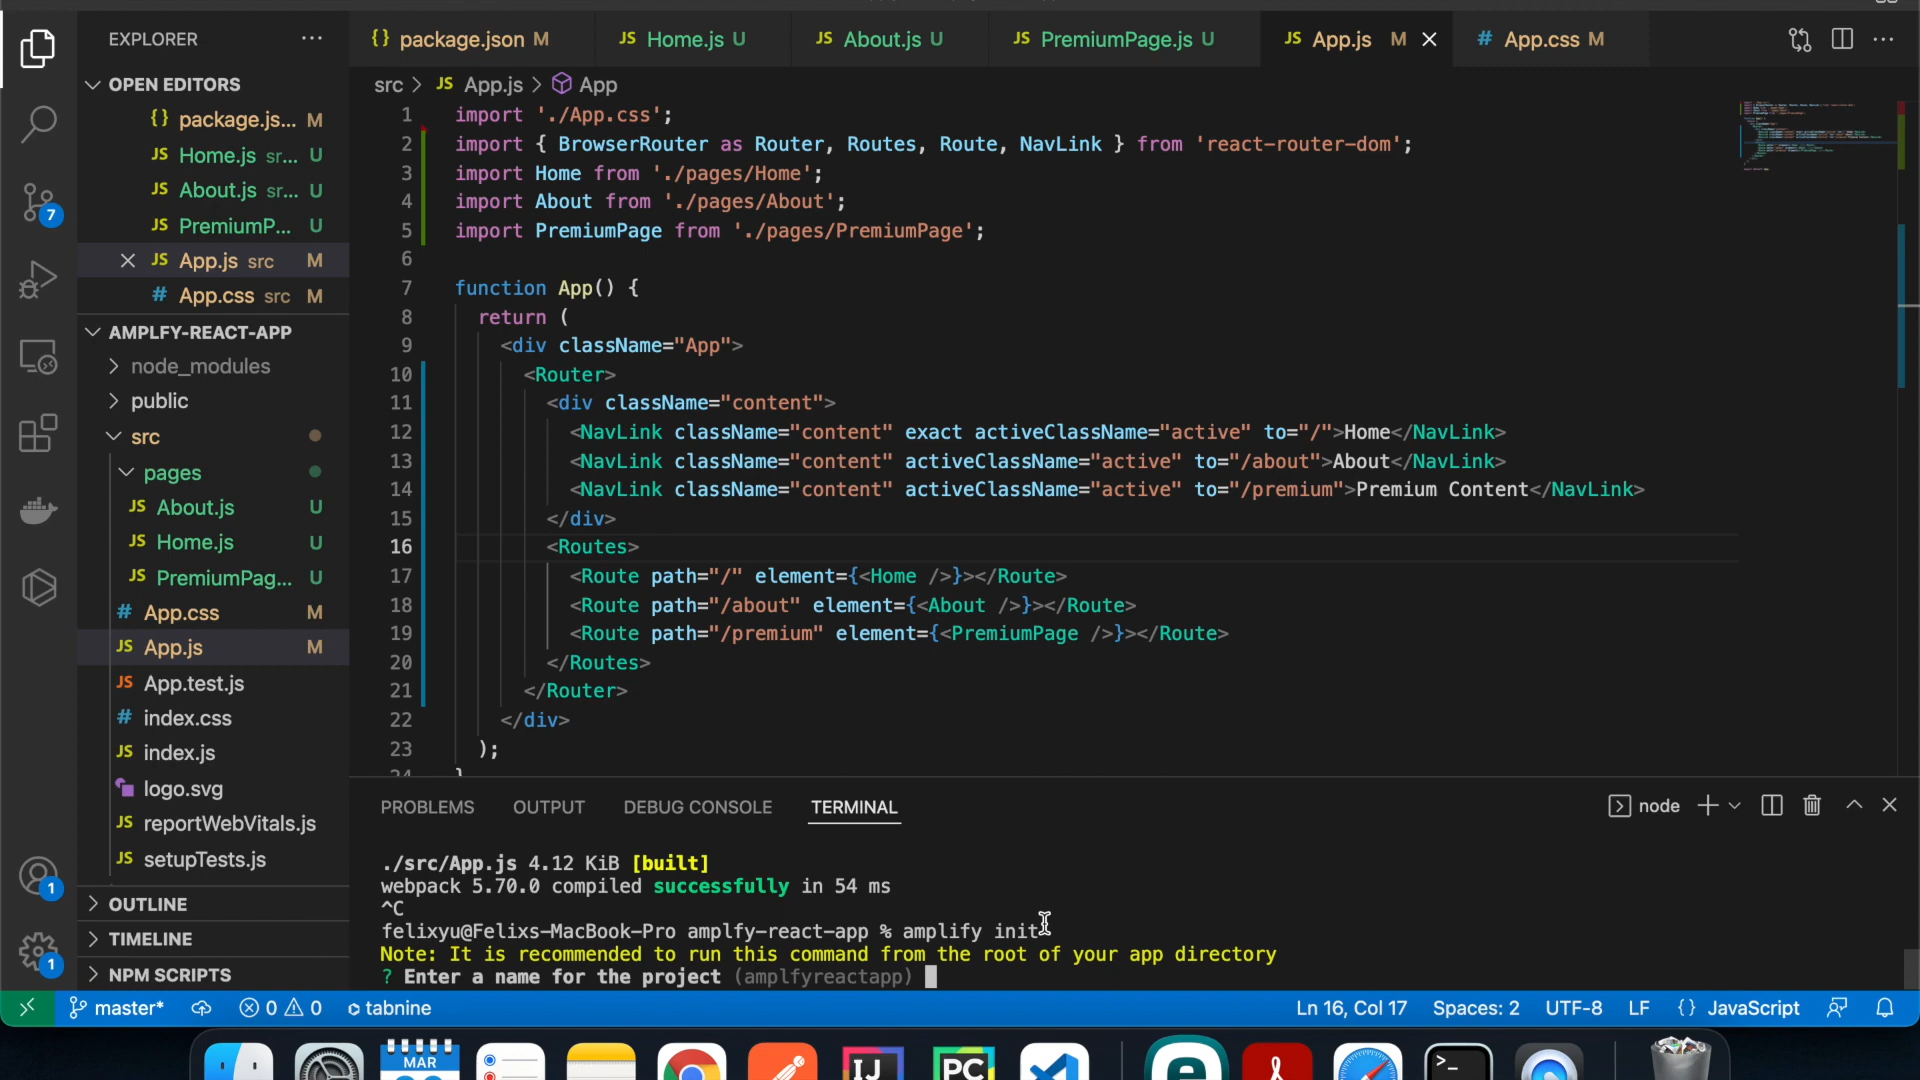 EXPLORER
OPEN EDITORS
package.js... M
Home.js sr... U
About.js sr... U
PremiumP... U
App.js src M
App.css src M
AMPLFY-REACT-APP
node_modules
public
src
pages
About.js U
Home.js U
PremiumPag... U
App.css M
App.js M
App.test.js
index.css
index.js
logo.svg
reportWebVitals.js
setupTests.js
OUTLINE
TIMELINE
NPM SCRIPTS
7
1
1
package.json M
Home.js U
About.js U
PremiumPage.js U
App.js M
App.css M
src > JS App.js > App
1 import './App.css';
2 import { BrowserRouter as Router, Routes, Route, NavLink } from 'react-router-dom';
3 import Home from './pages/Home';
4 import About from './pages/About';
5 import PremiumPage from './pages/PremiumPage';
6
7 function App() {
8 return (
9 <div className="App">
10 <Router>
11 <div className="content">
12 <NavLink className="content" exact activeClassName="active" to="/">Home</NavLink>
13 <NavLink className="content" activeClassName="active" to="/about">About</NavLink>
14 <NavLink className="content" activeClassName="active" to="/premium">Premium Content</NavLink>
15 </div>
16 <Routes>
17 <Route path="/" element={<Home />}></Route>
18 <Route path="/about" element={<About />}></Route>
19 <Route path="/premium" element={<PremiumPage />}></Route>
20 </Routes>
21 </Router>
22 </div>
23 );
24 }
PROBLEMS OUTPUT DEBUG CONSOLE TERMINAL
node
./src/App.js 4.12 KiB [built]
webpack 5.70.0 compiled successfully in 54 ms
^C
felixyu@Felixs-MacBook-Pro amplfy-react-app % amplify init
Note: It is recommended to run this command from the root of your app directory
? Enter a name for the project (amplfyreactapp)
master* 0 0 tabnine
Ln 16, Col 17 Spaces: 2 UTF-8 LF {} JavaScript
MAR
IJ
PC